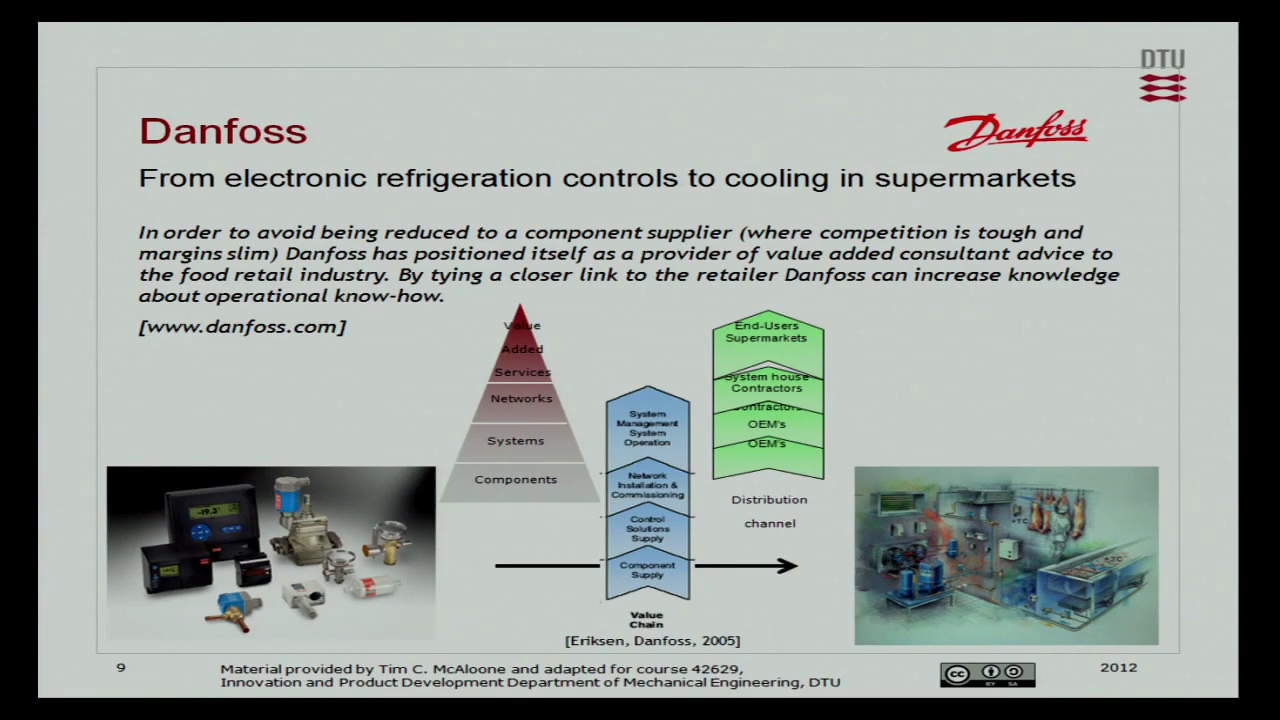 DTU
Danfoss
Danfoss
From electronic refrigeration controls to cooling in supermarkets
In order to avoid being reduced to a component supplier (where competition is tough and
margins slim) Danfoss has positioned itself as a provider of value added consultant advice to
the food retail industry. By tying a closer link to the retailer Danfoss can increase knowledge
about operational know-how.
[www.danfoss.com]
Value
Added
Services
Networks
Systems
Components
System
Management
System
Operation
Network
Installation &
Commissioning
Control
Solutions
Supply
Component
Supply
Value
Chain
End-Users
Supermarkets
System house
Contractors
Contractors
OEM's
OEM's
Distribution
channel
-19.3
+TC
[Eriksen, Danfoss, 2005]
9
Material provided by Tim C. McAloone and adapted for course 42629,
Innovation and Product Development Department of Mechanical Engineering, DTU
cc
BY SA
2012